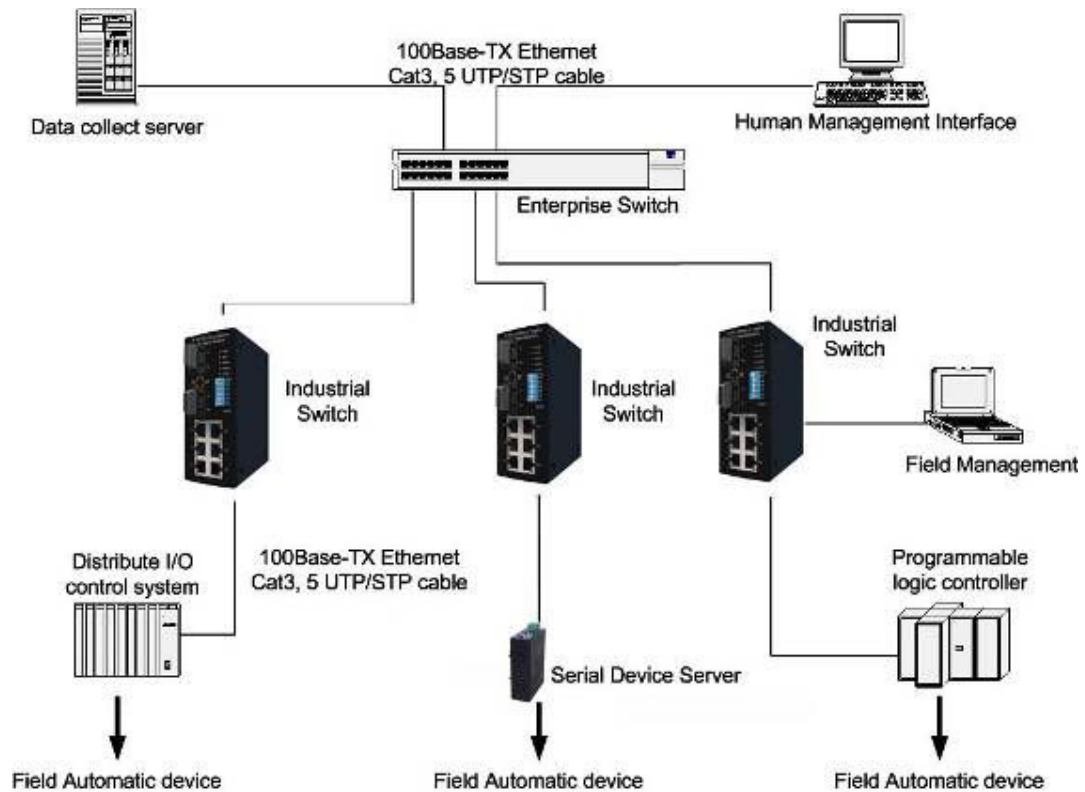 100Base-TX Ethernet
Cat3, 5 UTP/STP cable
Data collect server
Human Management Interface
Enterprise Switch
Industrial
Switch
Industrial
Switch
Industrial
Switch
Field Management
Distribute I/O
control system
100Base-TX Ethernet
Cat3, 5 UTP/STP cable
Programmable
logic controller
Serial Device Server
Field Automatic device
Field Automatic device
Field Automatic device